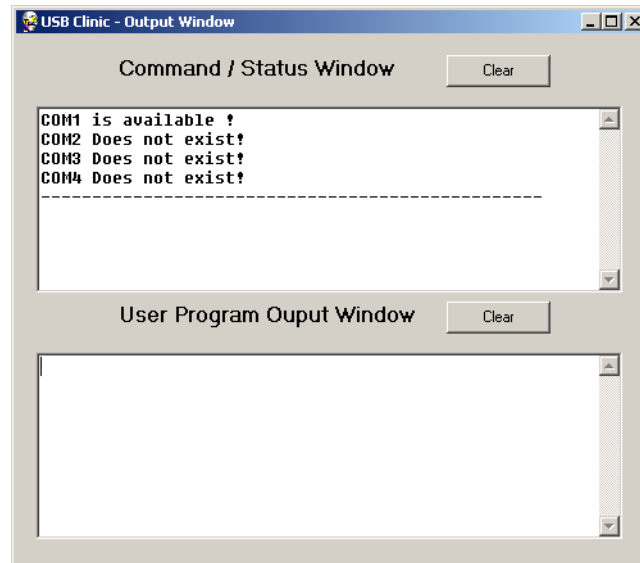 USB Clinic - Output Window
Command / Status Window
Clear
COM1 is available !
COM2 Does not exist!
COM3 Does not exist!
COM4 Does not exist!
--------------------------------------------------
User Program Ouput Window
Clear